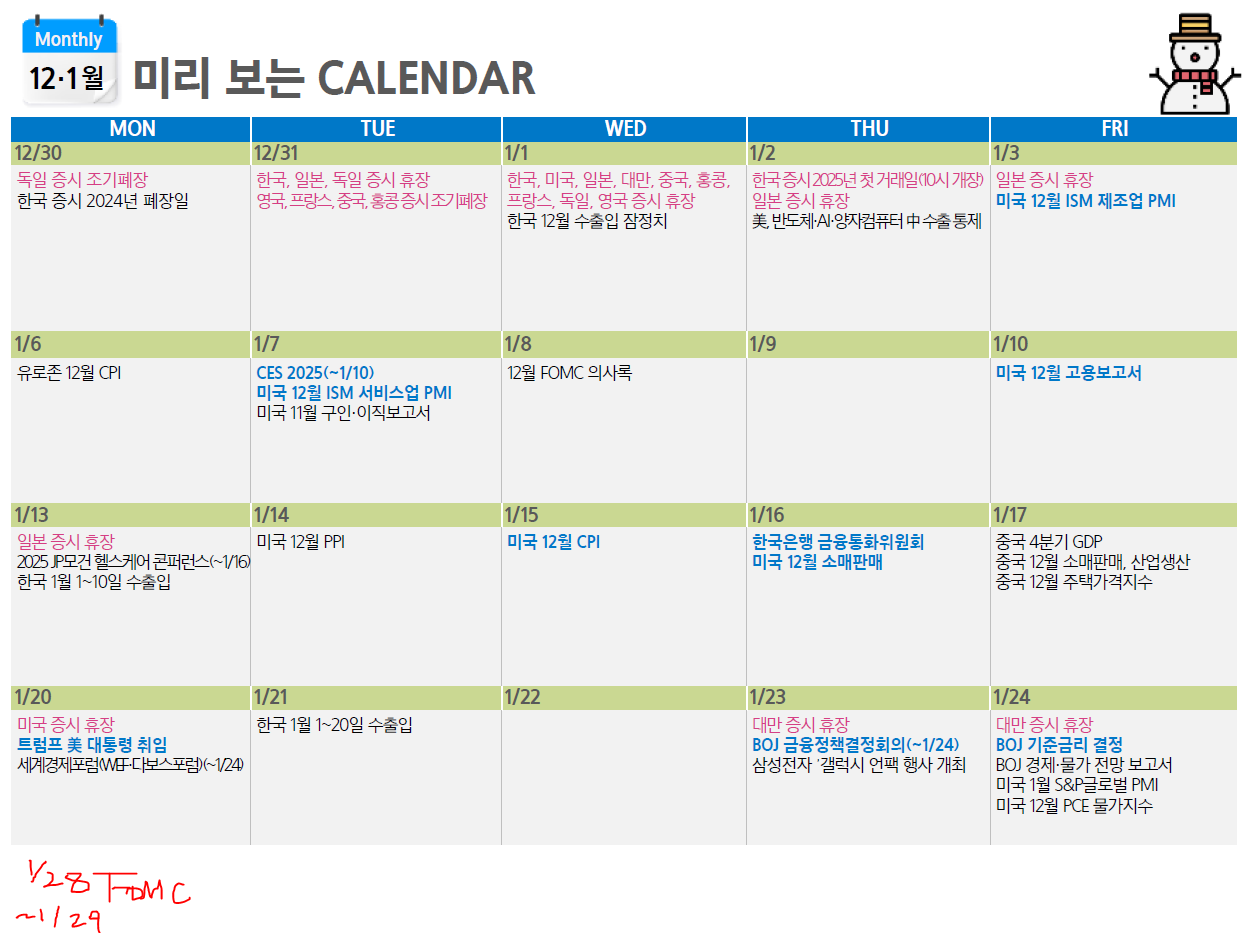 Monthly
12·1월
미리 보는 CALENDAR
MON TUE WED THU FRI
12/30 12/31 1/1 1/2 1/3
독일 증시 조기폐장
한국 증시 2024년 폐장일
한국, 일본, 독일 증시 휴장
영국, 프랑스, 중국, 홍콩 증시 조기폐장
한국, 미국, 일본, 대만, 중국, 홍콩,
프랑스, 독일, 영국 증시 휴장
한국 12월 수출입 잠정치
한국 증시 2025년 첫 거래일(10시 개장)
일본 증시 휴장
美, 반도체·AI·양자컴퓨터 中 수출 통제
일본 증시 휴장
미국 12월 ISM 제조업 PMI
1/6 1/7 1/8 1/9 1/10
유로존 12월 CPI
CES 2025(~1/10)
미국 12월 ISM 서비스업 PMI
미국 11월 구인·이직보고서
12월 FOMC 의사록
미국 12월 고용보고서
1/13 1/14 1/15 1/16 1/17
일본 증시 휴장
2025 JP모건 헬스케어 콘퍼런스(~1/16)
한국 1월 1~10일 수출입
미국 12월 PPI
미국 12월 CPI
한국은행 금융통화위원회
미국 12월 소매판매
중국 4분기 GDP
중국 12월 소매판매, 산업생산
중국 12월 주택가격지수
1/20 1/21 1/22 1/23 1/24
미국 증시 휴장
트럼프 美 대통령 취임
세계경제포럼(WEF·다보스포럼)(~1/24)
한국 1월 1~20일 수출입
대만 증시 휴장
BOJ 금융정책결정회의(~1/24)
삼성전자 '갤럭시 언팩 행사 개최
대만 증시 휴장
BOJ 기준금리 결정
BOJ 경제·물가 전망 보고서
미국 1월 S&P글로벌 PMI
미국 12월 PCE 물가지수
1/28 FOMC
~1/29